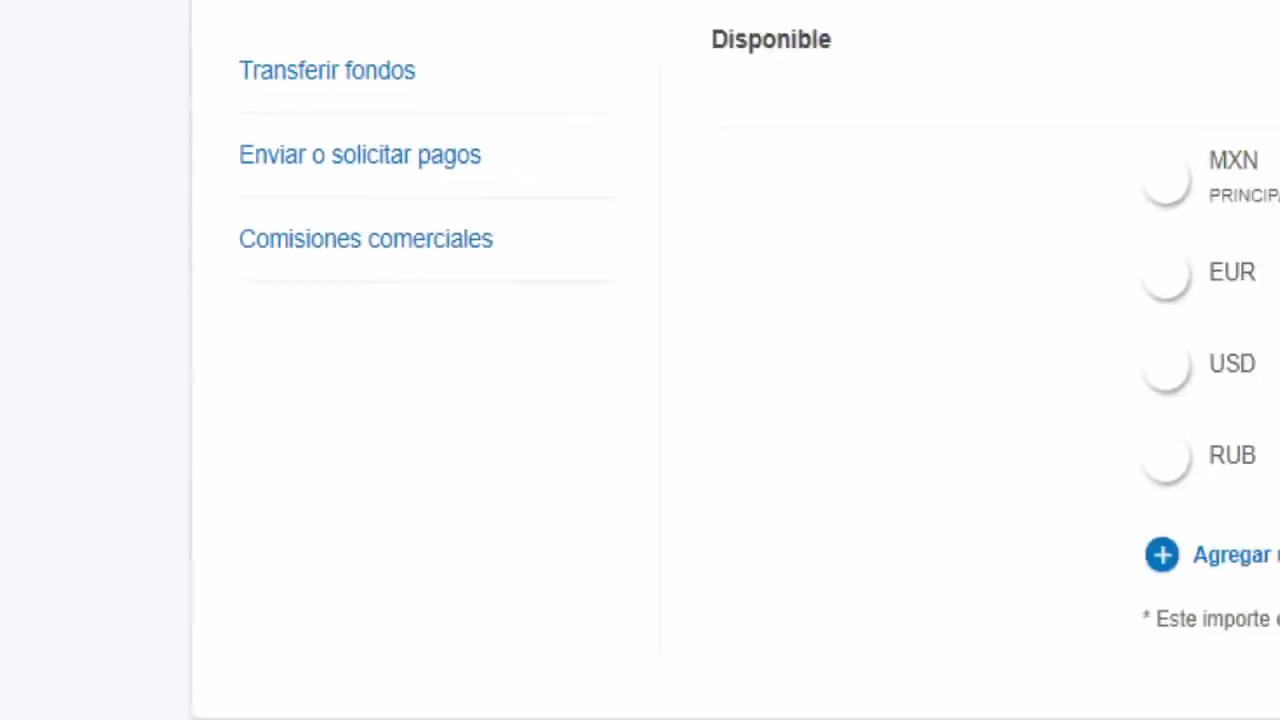 Transferir fondos
Enviar o solicitar pagos
Comisiones comerciales
Disponible
MXN
EUR
USD
RUB
Agregar
* Este importe